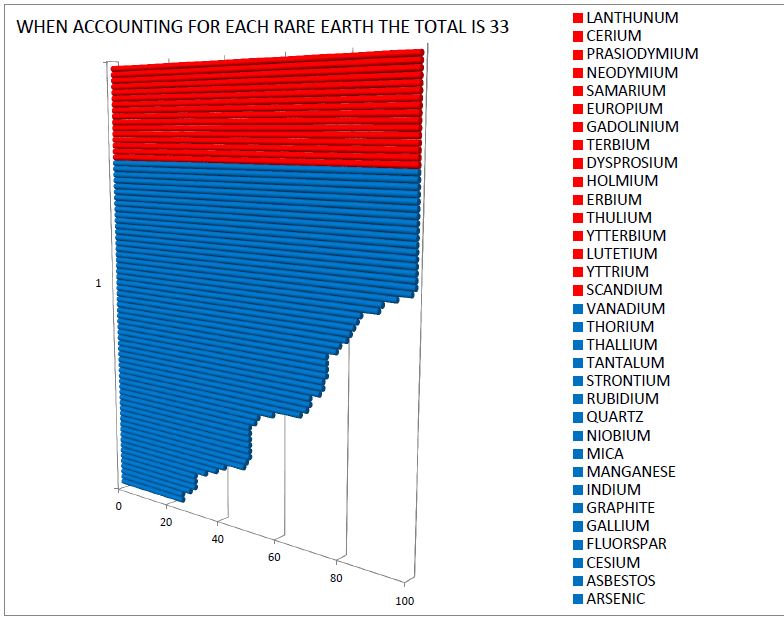 WHEN ACCOUNTING FOR EACH RARE EARTH THE TOTAL IS 33
LANTHUNUM
CERIUM
PRASIODYMIUM
NEODYMIUM
SAMARIUM
EUROPIUM
GADOLINIUM
TERBIUM
DYSPROSIUM
HOLMIUM
ERBIUM
THULIUM
YTTERBIUM
LUTETIUM
YTTRIUM
SCANDIUM
VANADIUM
THORIUM
THALLIUM
TANTALUM
STRONTIUM
RUBIDIUM
QUARTZ
NIOBIUM
MICA
MANGANESE
INDIUM
GRAPHITE
GALLIUM
FLUORSPAR
CESIUM
ASBESTOS
ARSENIC
1
0
20
40
60
80
100